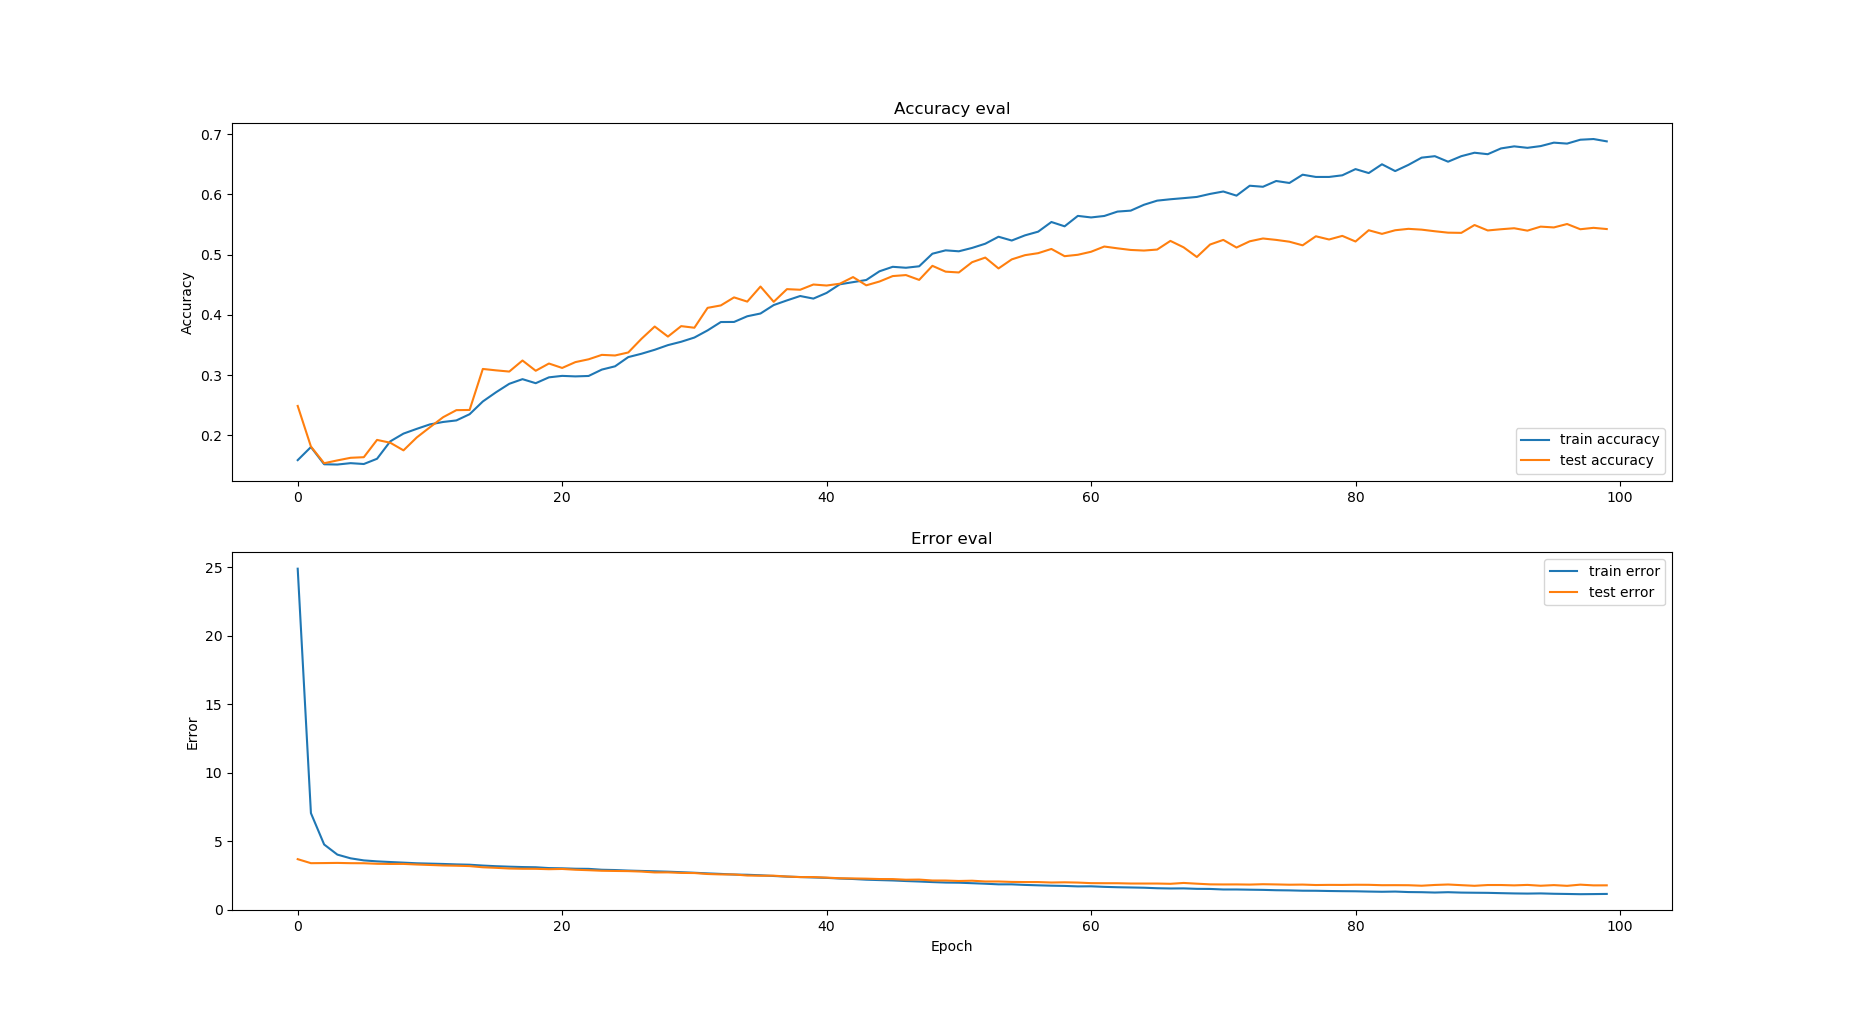 Accuracy eval
Accuracy
0.7
0.6
0.5
0.4
0.3
0.2
train accuracy
test accuracy
0 20 40 60 80 100
Error eval
Error
25
20
15
10
5
0
train error
test error
0 20 40 60 80 100
Epoch